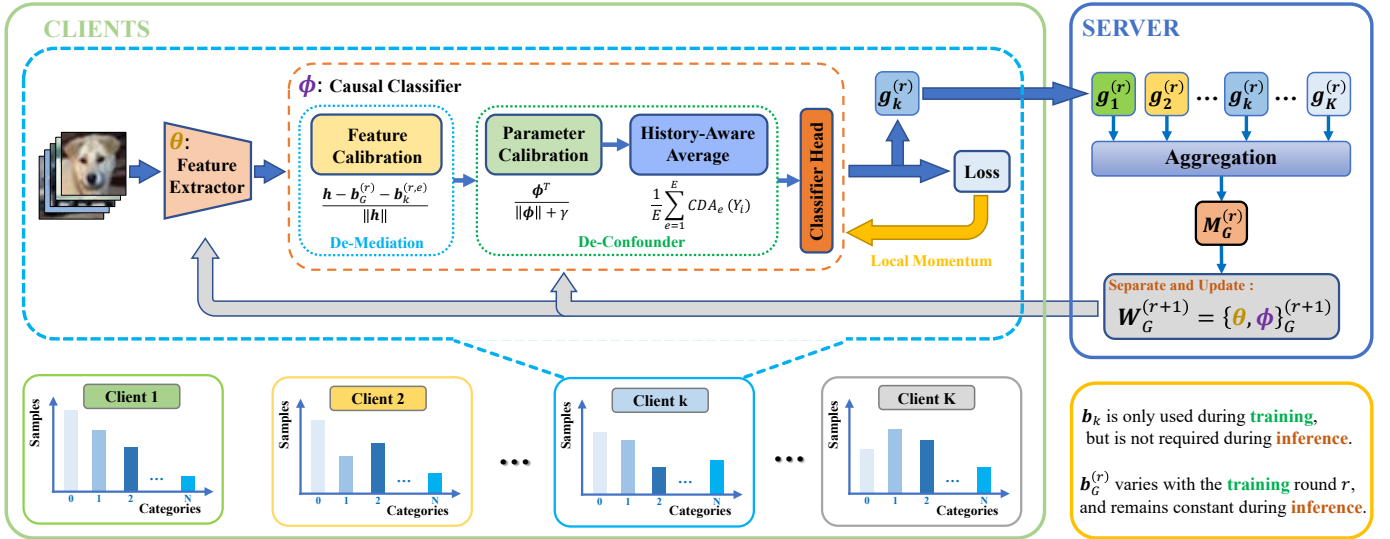 CLIENTS
SERVER
ϕ: Causal Classifier
θ:
Feature
Extractor
Feature
Calibration
(h − b_G^(r) − b_k^(r,e)) / ‖h‖
De-Mediation
Parameter
Calibration
ϕ^T / (‖ϕ‖ + γ)
History-Aware
Average
1/E ∑_{e=1}^{E} CDA_e (Y_i)
De-Confounder
Classifier Head
g_k^(r)
Loss
Local Momentum
g_1^(r) g_2^(r) ... g_k^(r) ... g_K^(r)
Aggregation
M_G^(r)
Separate and Update :
W_G^(r+1) = {θ, ϕ}_G^(r+1)
Client 1
Samples
...
0 1 2 N
Categories
Client 2
Samples
...
0 1 2 N
Categories
...
Client k
Samples
...
0 1 2 N
Categories
...
Client K
Samples
...
0 1 2 N
Categories
b_k is only used during training,
but is not required during inference.
b_G^(r) varies with the training round r,
and remains constant during inference.